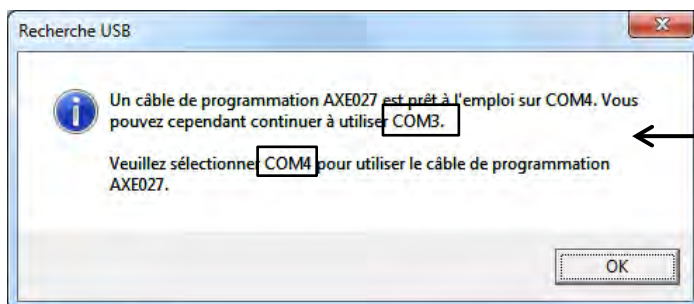 Recherche USB
Un câble de programmation AXE027 est prêt à l'emploi sur COM4. Vous
pouvez cependant continuer à utiliser COM3.
Veuillez sélectionner COM4 pour utiliser le câble de programmation
AXE027.
OK